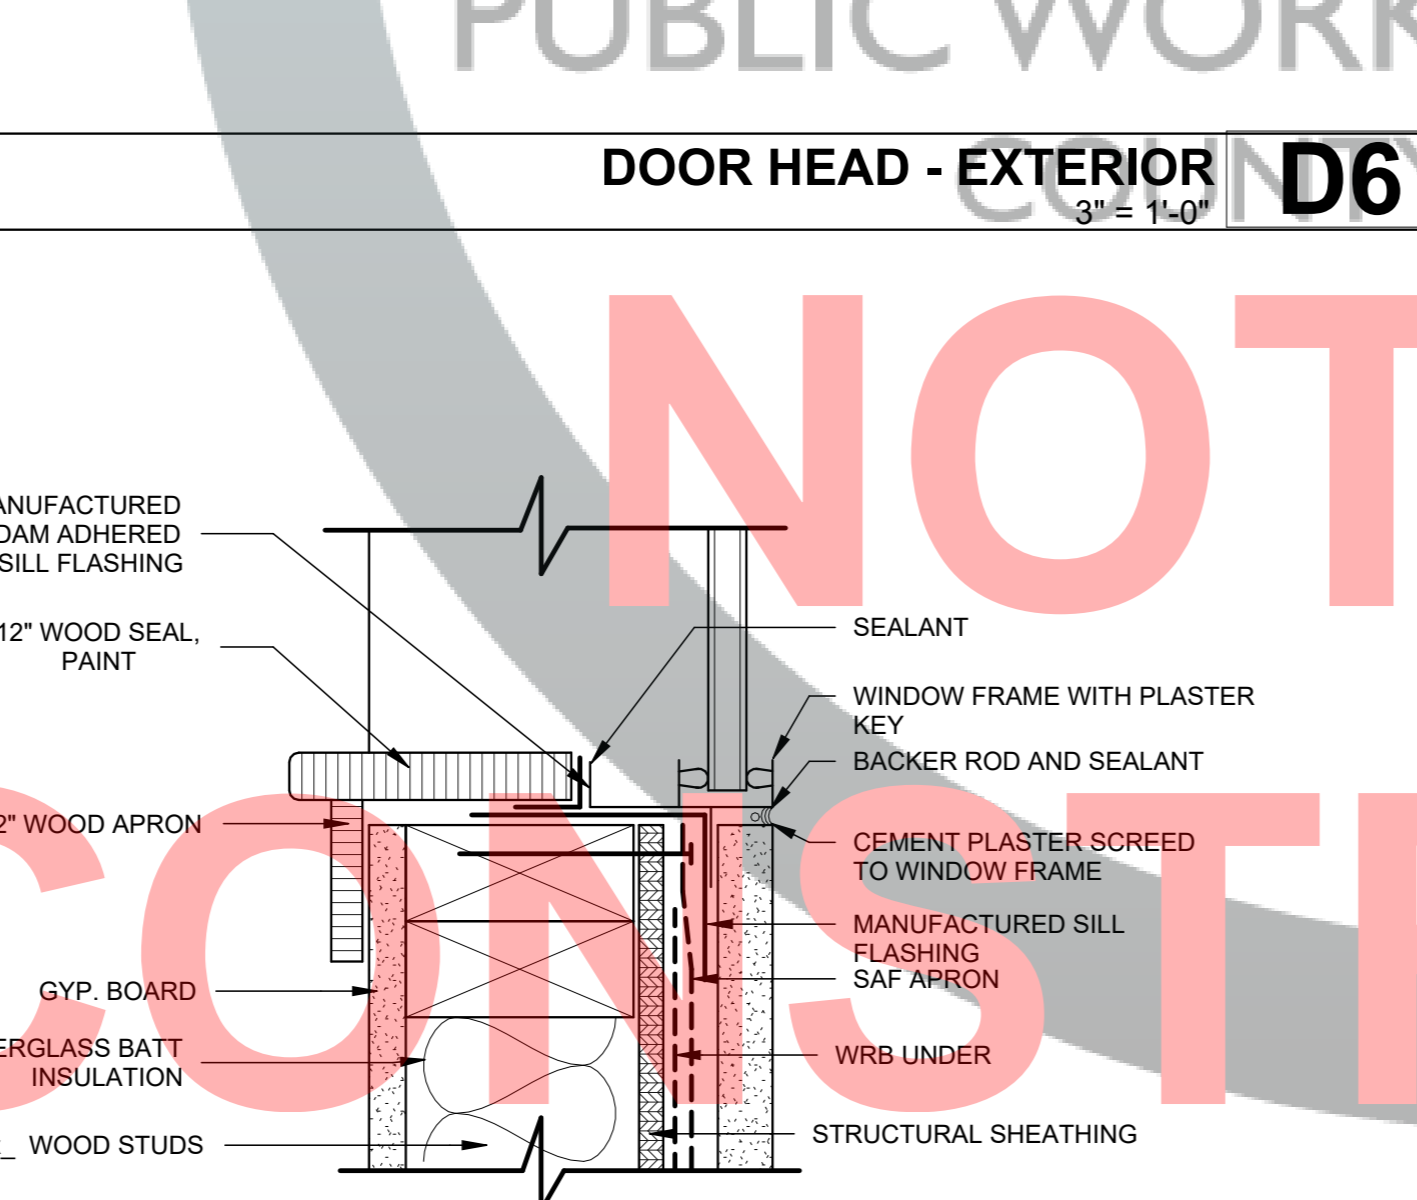 PUBLIC WORK
COUNTY
DOOR HEAD - EXTERIOR
3" = 1'-0"
D6
NOT
SILL FLASHING
DAM ADHERED
12" WOOD SEAL,
PAINT
2" WOOD APRON
GYP. BOARD
BATT
INSULATION
WOOD STUDS
SEALANT
WINDOW FRAME WITH PLASTER
KEY
BACKER ROD AND SEALANT
CEMENT PLASTER SCREED
TO WINDOW FRAME
MANUFACTURED SILL
FLASHING
SAF APRON
WRB UNDER
STRUCTURAL SHEATHING
CONST